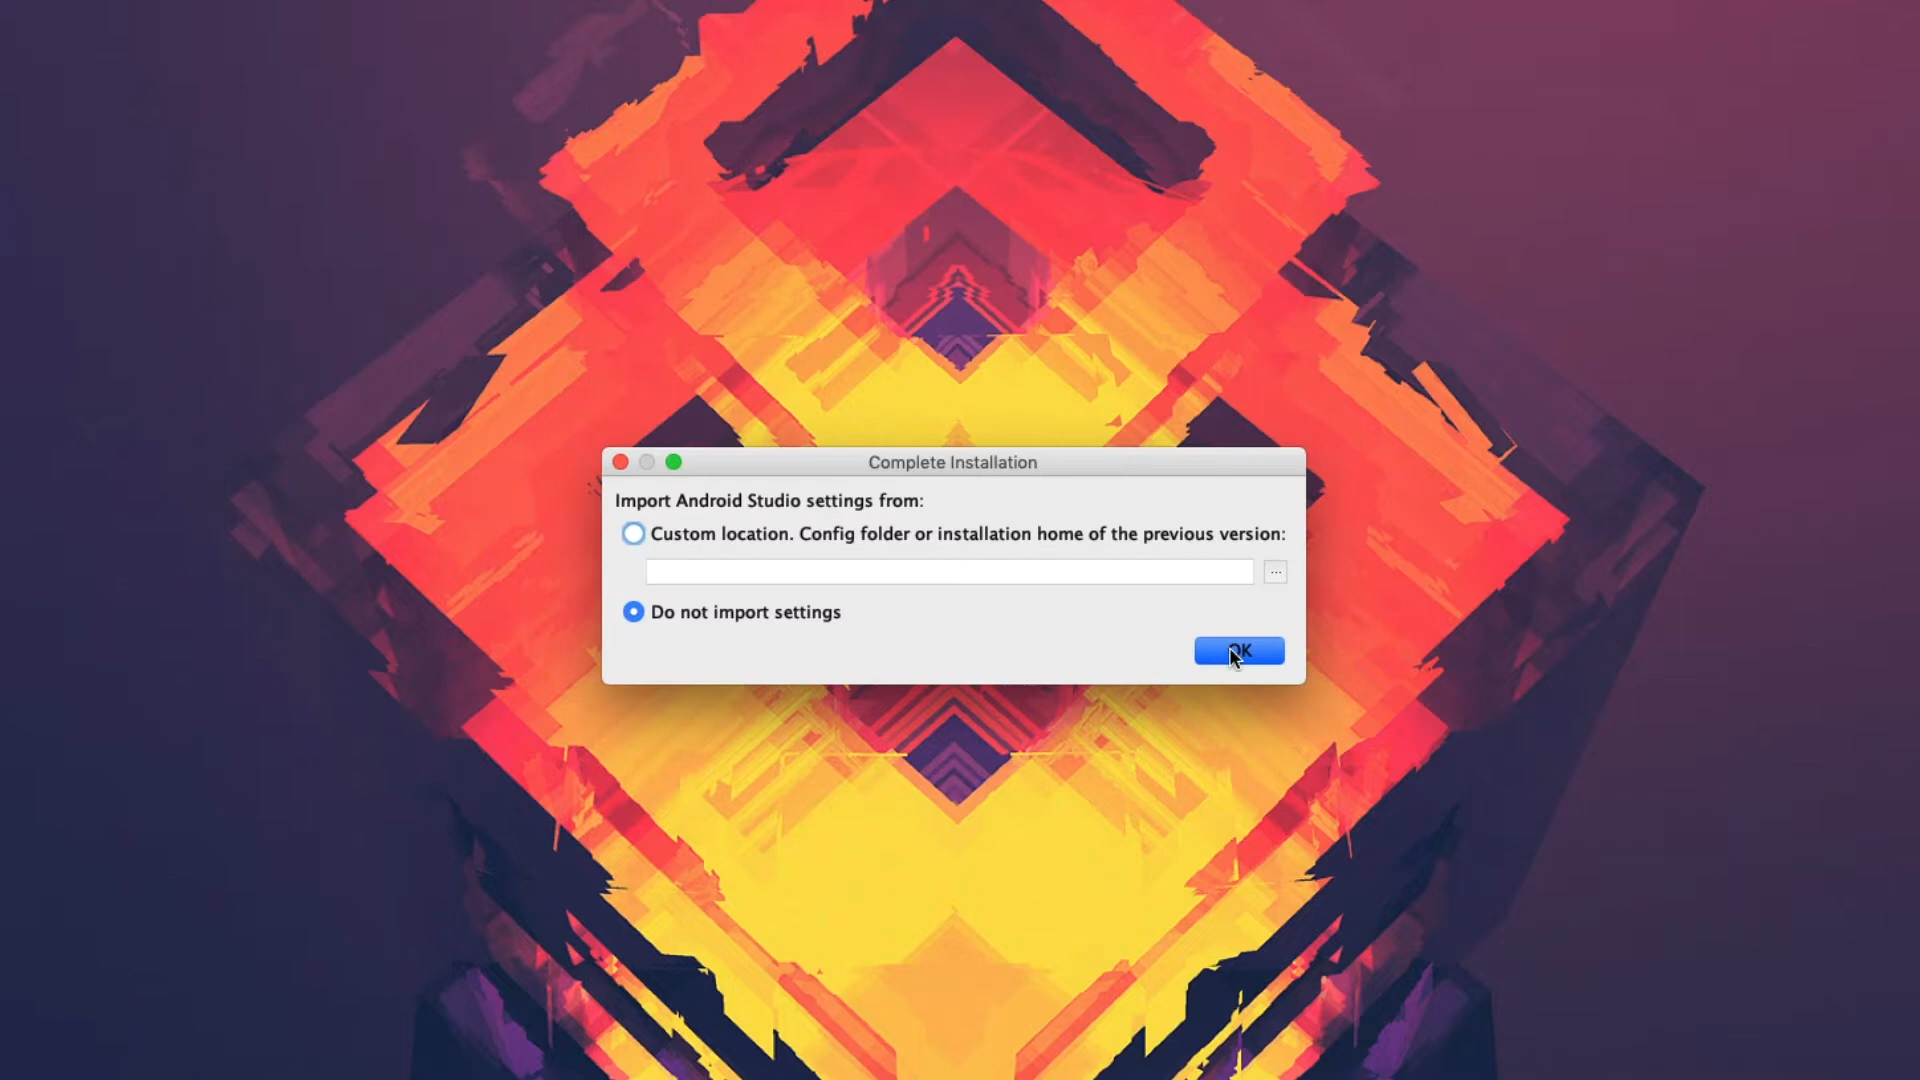 Complete Installation
Import Android Studio settings from:
Custom location. Config folder or installation home of the previous version:
...
Do not import settings
OK